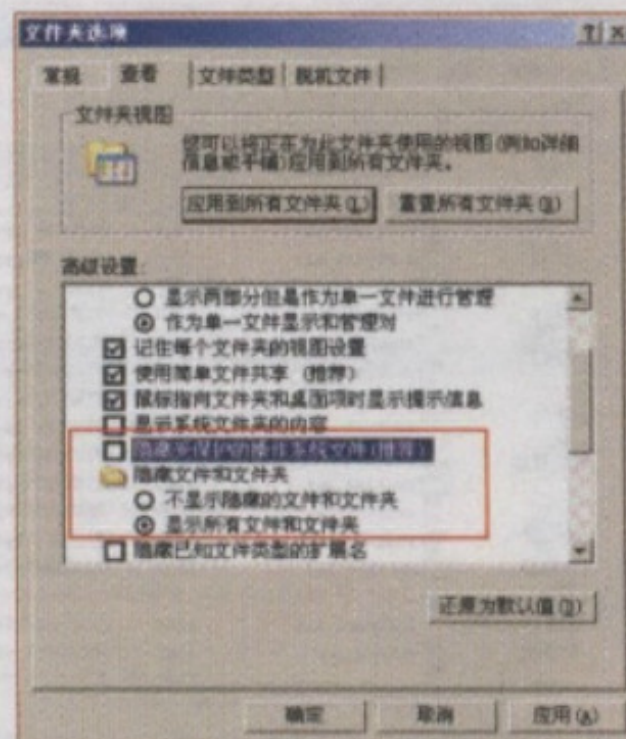 文件夹选项
常规 查看 文件类型 脱机文件
文件夹视图
您可以将正在为此文件夹使用的视图(例如详细
信息或平铺)应用到所有文件夹。
应用到所有文件夹(L) 重置所有文件夹(R)
高级设置:
显示两部分但是作为单一文件进行管理
作为单一文件显示和管理对
记住每个文件夹的视图设置
使用简单文件共享(推荐)
鼠标指向文件夹和桌面项时显示提示信息
显示系统文件夹的内容
隐藏受保护的操作系统文件(推荐)
隐藏文件和文件夹
不显示隐藏的文件和文件夹
显示所有文件和文件夹
隐藏已知文件类型的扩展名
还原为默认值(D)
确定 取消 应用(A)